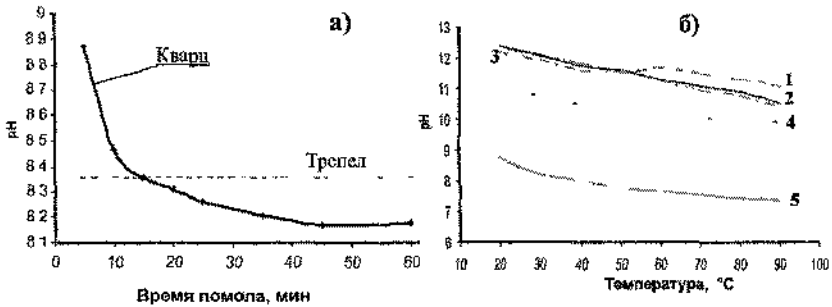 а)
pH
9
8 9
8 8
8 7
8 6
8 5
8 4
8 3
8 2
8 1
Кварц
Трепел
0 10 20 30 40 50 60
Время помола, мин
б)
pH
13
12
11
10
9
8
7
6
3
1
2
4
5
10 20 30 40 50 60 70 80 90 100
Температура, °С